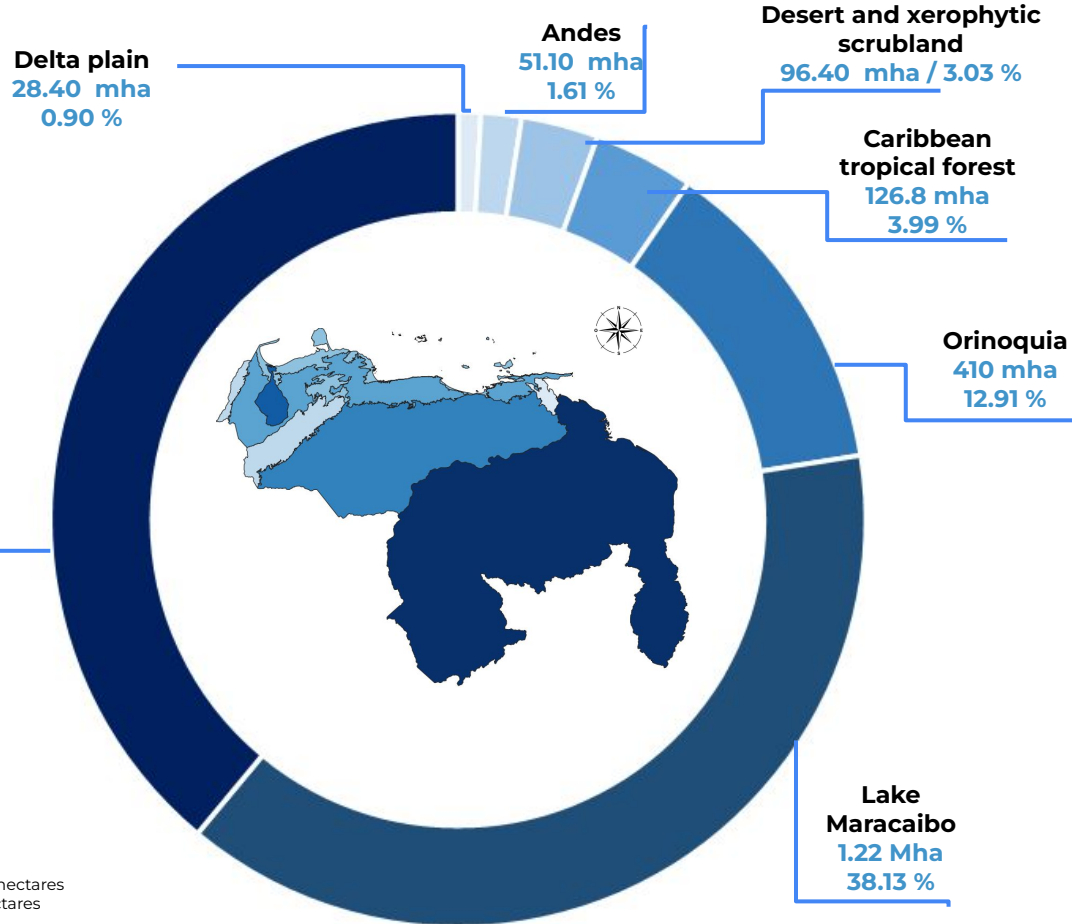 Delta plain
28.40 mha
0.90 %
Andes
51.10 mha
1.61 %
Desert and xerophytic
scrubland
96.40 mha / 3.03 %
Caribbean
tropical forest
126.8 mha
3.99 %
N
O
E
S
Orinoquia
410 mha
12.91 %
Lake
Maracaibo
1.22 Mha
38.13 %
hectares